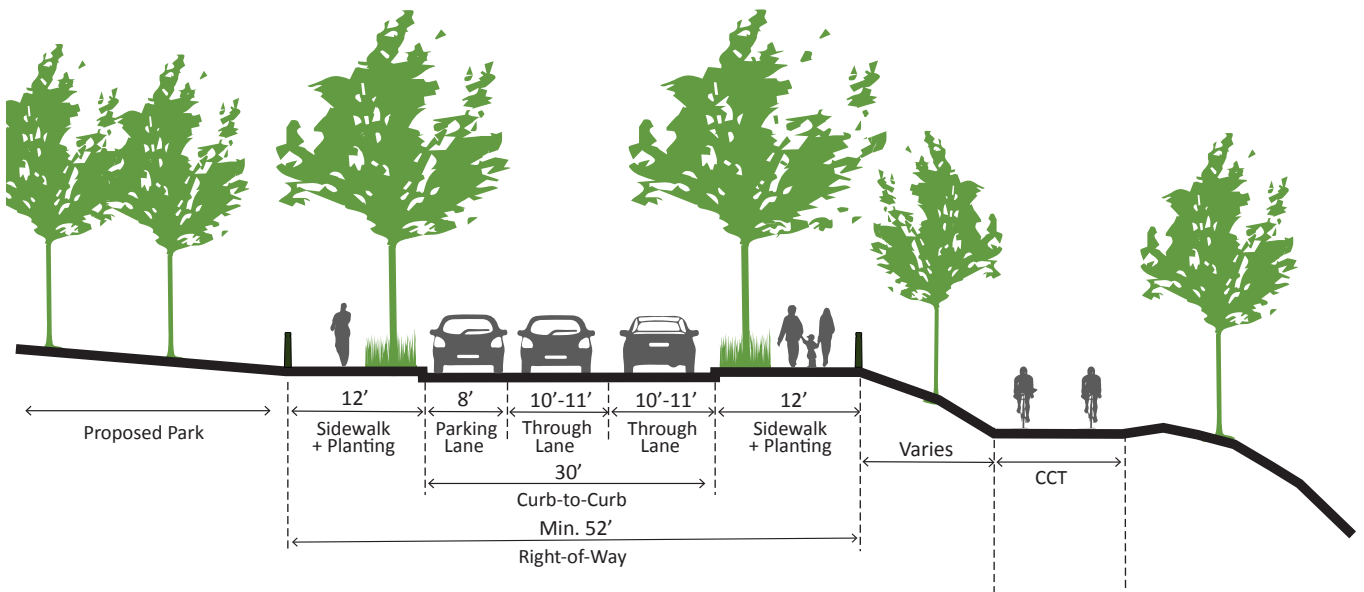 Proposed Park
12’
Sidewalk
+ Planting
8’
Parking
Lane
10’-11’
Through
Lane
10’-11’
Through
Lane
12’
Sidewalk
+ Planting
Varies
CCT
30’
Curb-to-Curb
Min. 52’
Right-of-Way